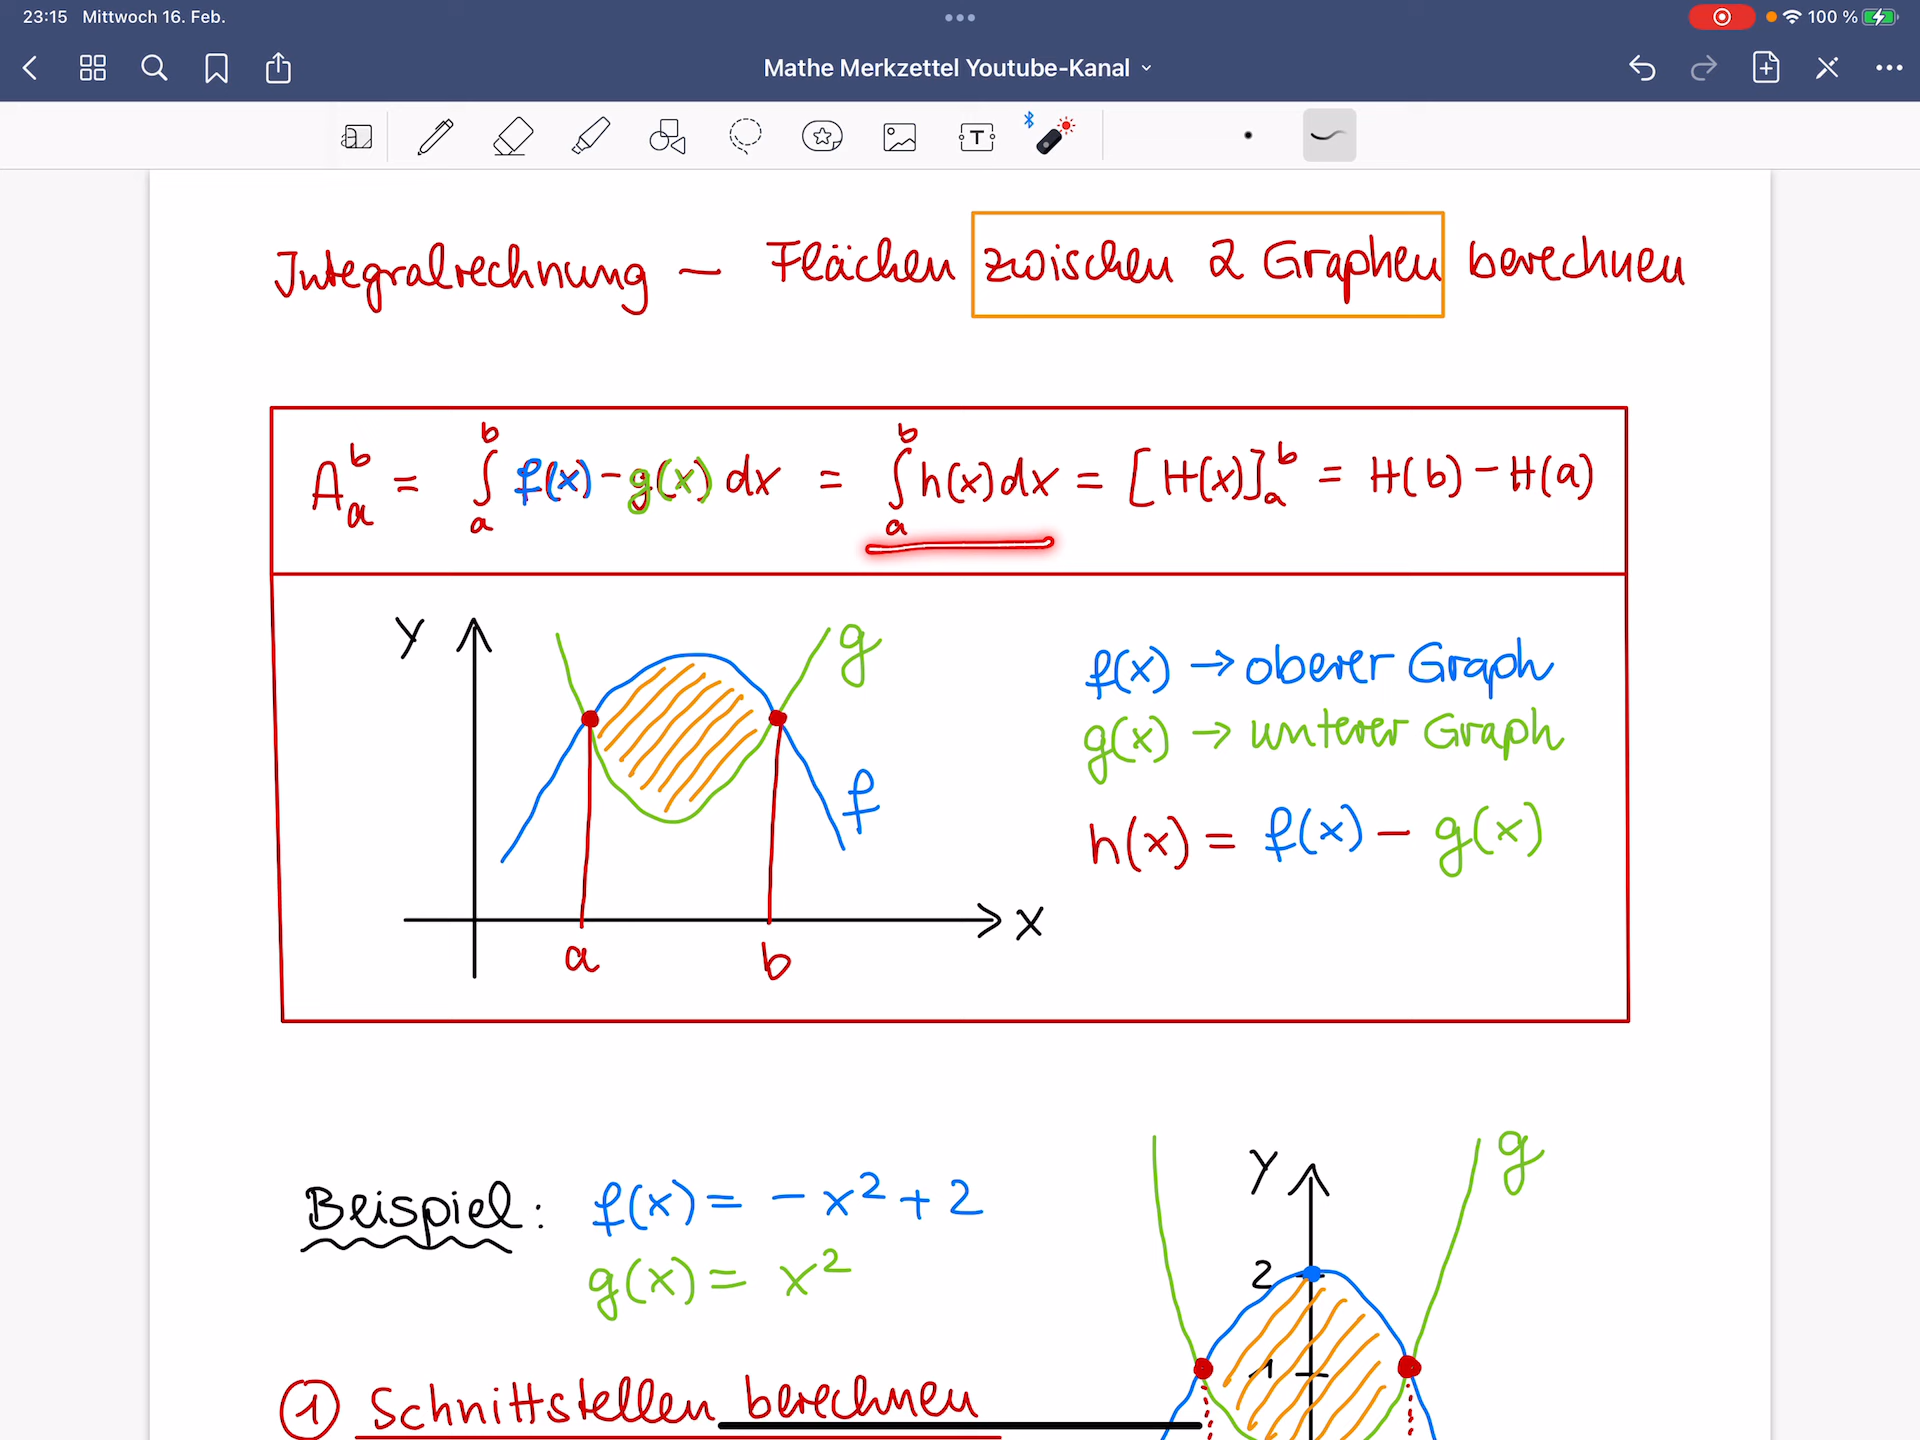 23:15 Mittwoch 16. Feb. 100 %
Mathe Merkzettel Youtube-Kanal
Integralrechnung – Flächen zwischen 2 Graphen berechnen
A_a^b = ∫_a^b f(x) - g(x) dx = ∫_a^b h(x) dx = [H(x)]_a^b = H(b) - H(a)
y
g
f
x
a b
f(x) → oberer Graph
g(x) → unterer Graph
h(x) = f(x) - g(x)
Beispiel: f(x) = -x² + 2
g(x) = x²
y
g
2
1
① Schnittstellen berechnen